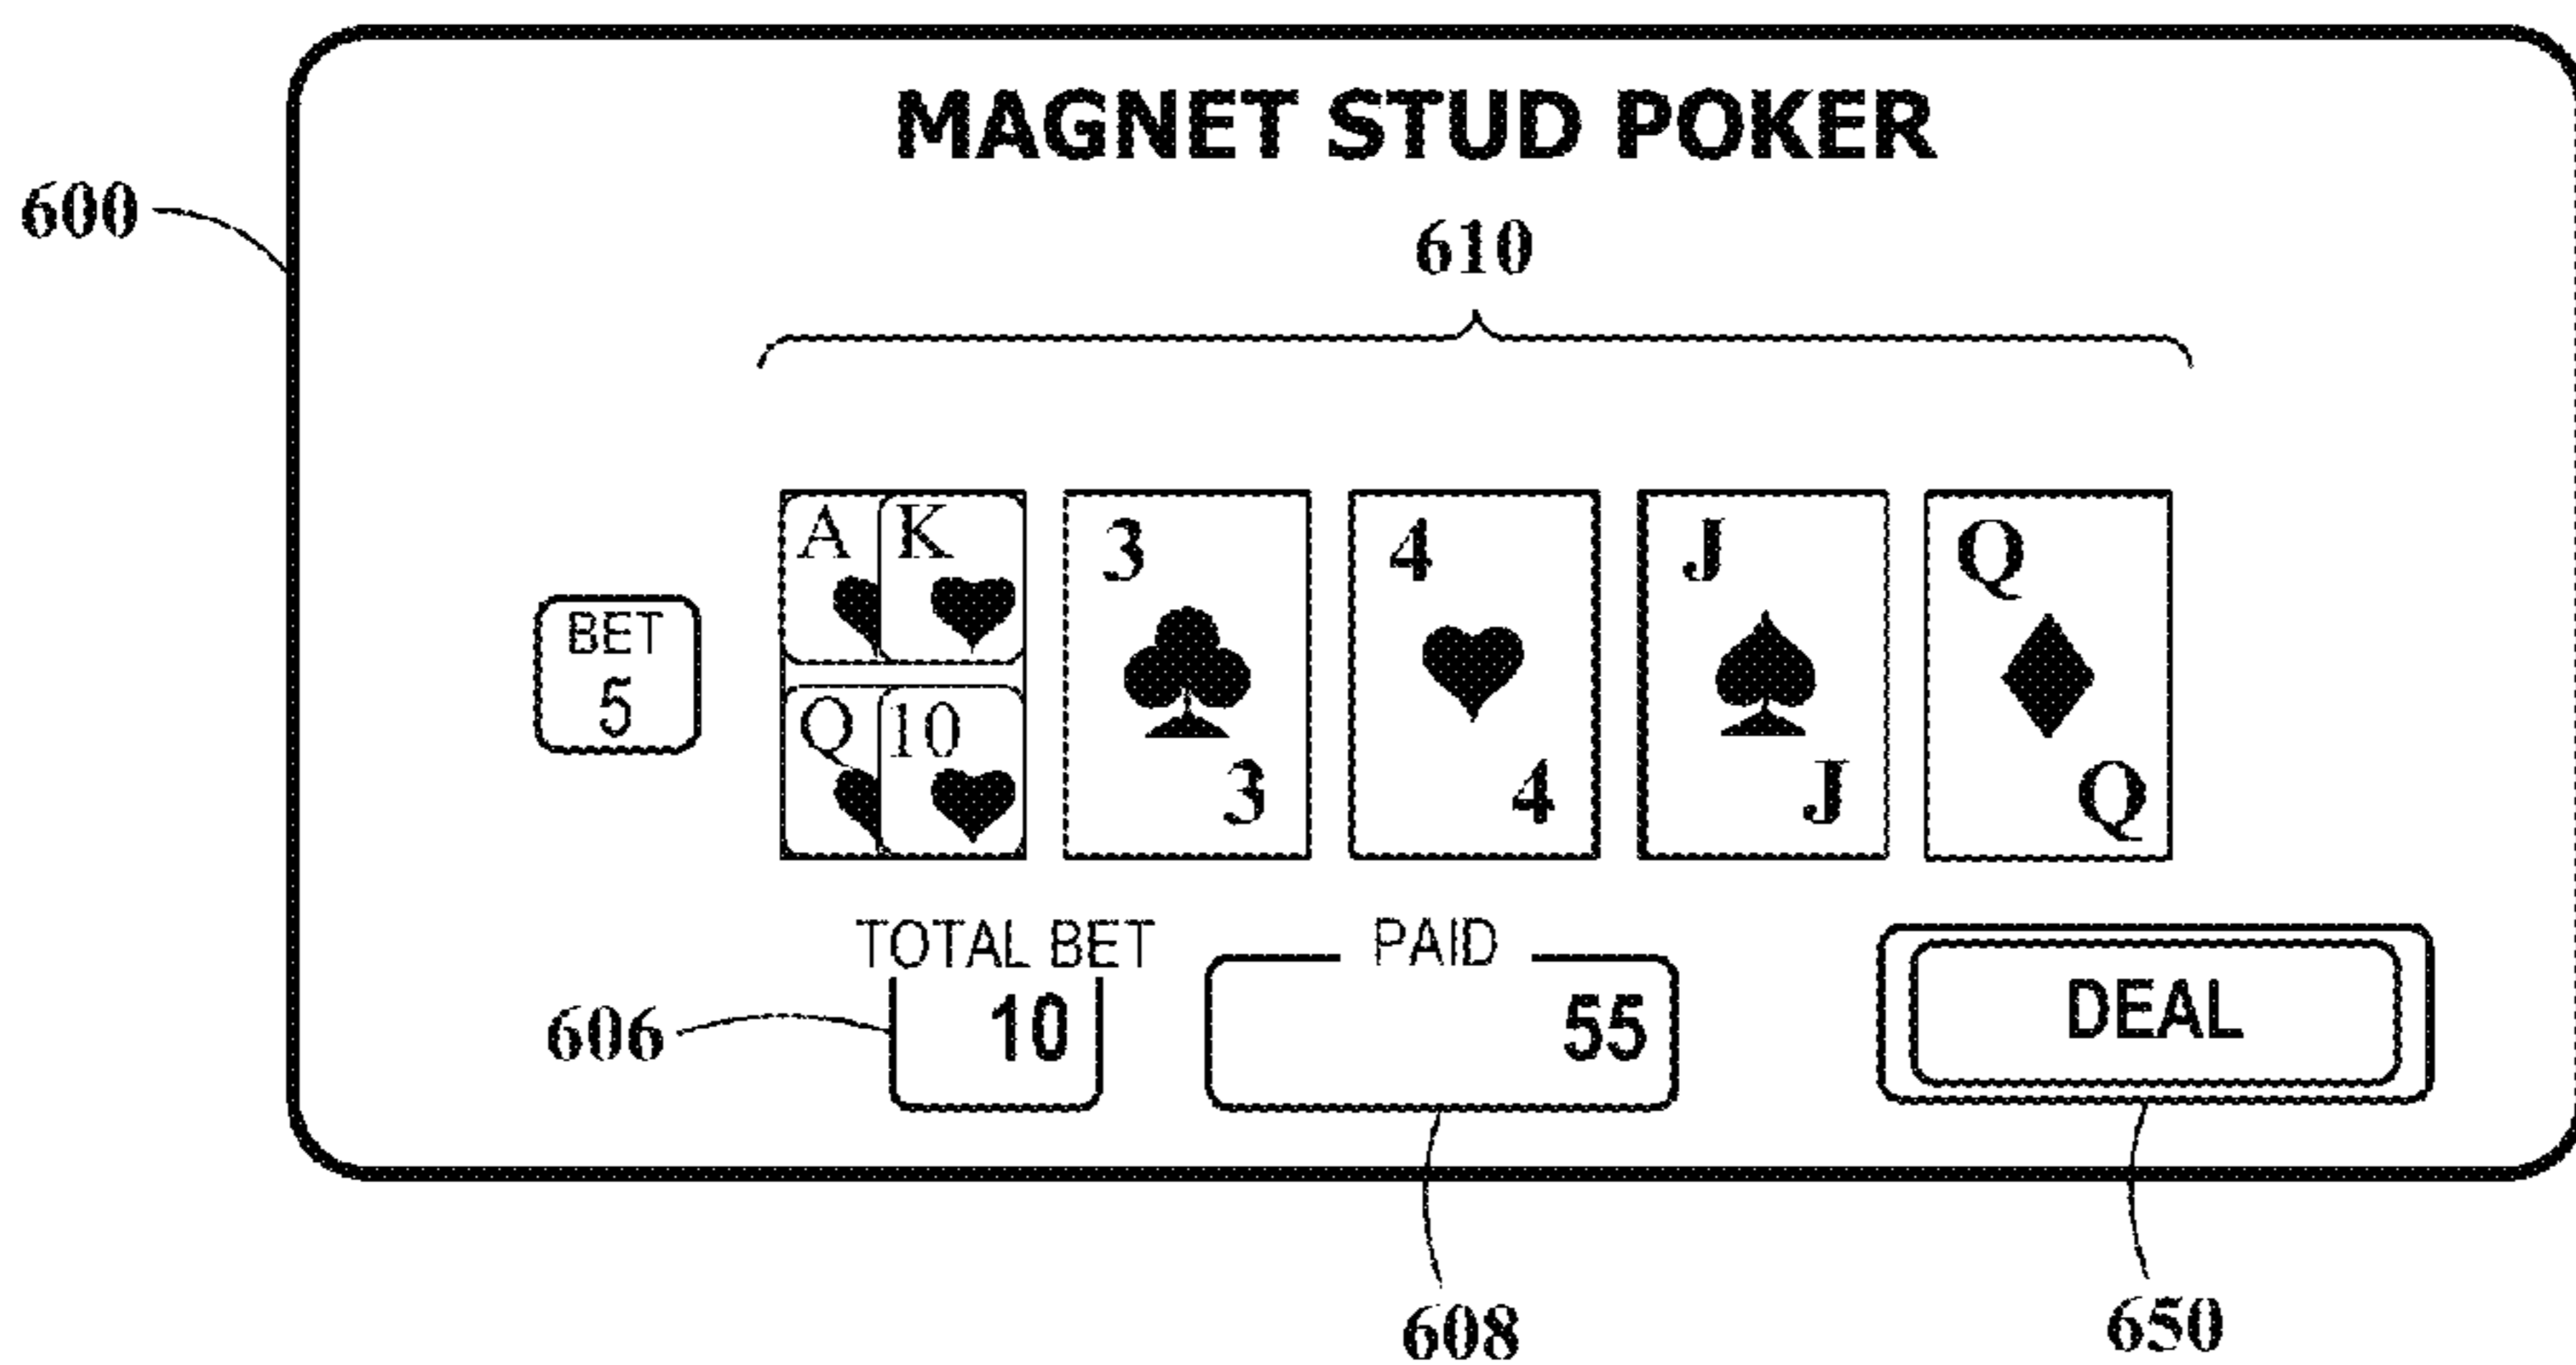 MAGNET STUD POKER
600
610
A K 3 4 J Q
BET
5
Q 10
3 4 J Q
TOTAL BET PAID
606 10 55 DEAL
608 650